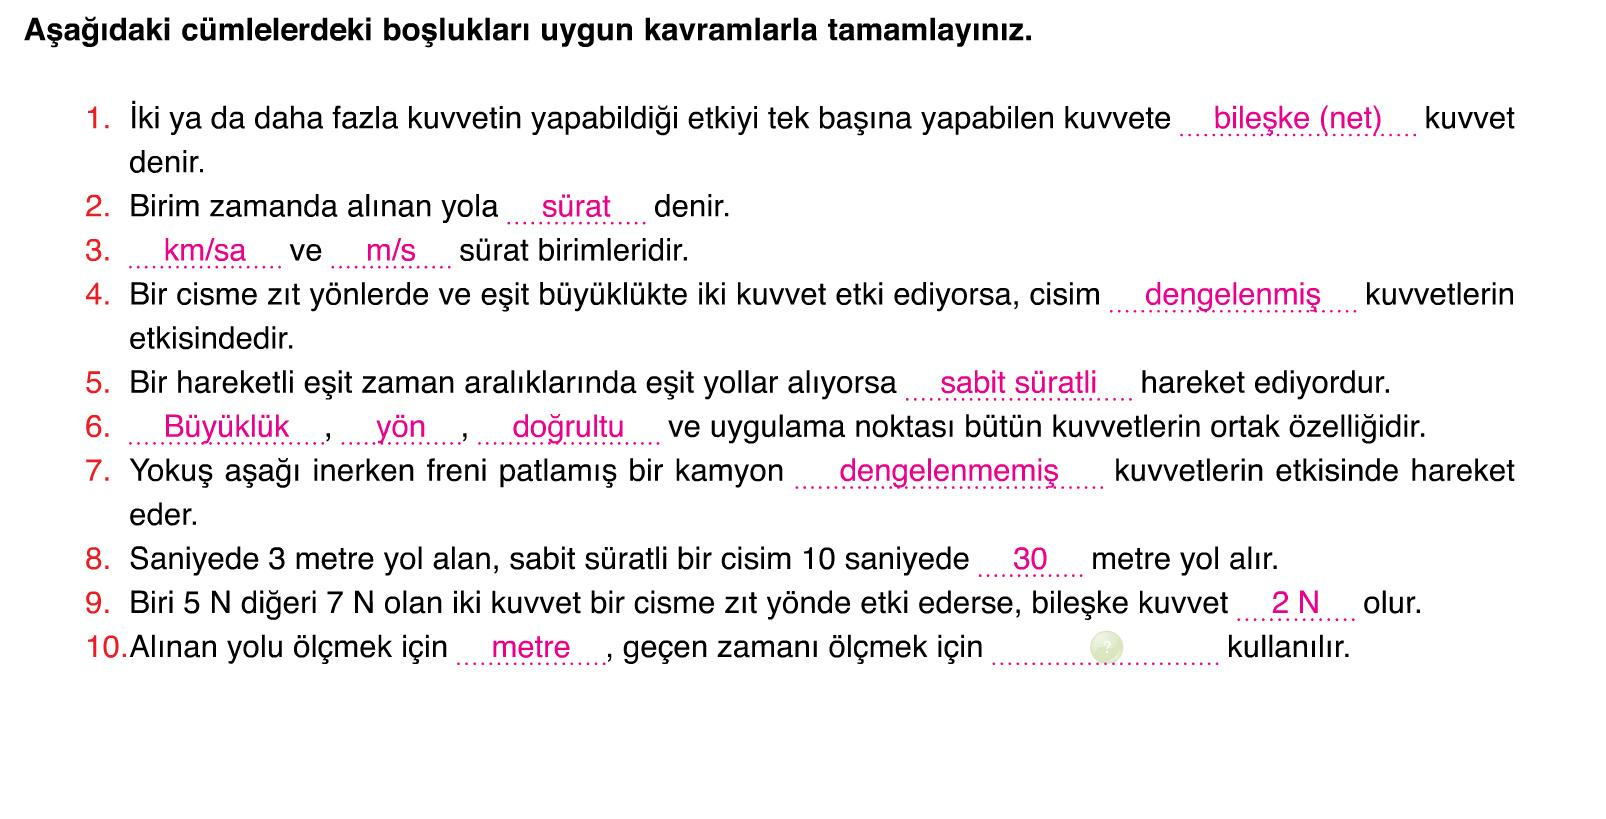 Aşağıdaki cümlelerdeki boşlukları uygun kavramlarla tamamlayınız.
1. İki ya da daha fazla kuvvetin yapabildiği etkiyi tek başına yapabilen kuvvete bileşke (net) kuvvet
denir.
2. Birim zamanda alınan yola sürat denir.
3. km/sa ve m/s sürat birimleridir.
4. Bir cisme zıt yönlerde ve eşit büyüklükte iki kuvvet etki ediyorsa, cisim dengelenmiş kuvvetlerin
etkisindedir.
5. Bir hareketli eşit zaman aralıklarında eşit yollar alıyorsa sabit süratli hareket ediyordur.
6. Büyüklük, yön, doğrultu ve uygulama noktası bütün kuvvetlerin ortak özelliğidir.
7. Yokuş aşağı inerken freni patlamış bir kamyon dengelenmemiş kuvvetlerin etkisinde hareket
eder.
8. Saniyede 3 metre yol alan, sabit süratli bir cisim 10 saniyede 30 metre yol alır.
9. Biri 5 N diğeri 7 N olan iki kuvvet bir cisme zıt yönde etki ederse, bileşke kuvvet 2 N olur.
10.Alınan yolu ölçmek için metre, geçen zamanı ölçmek için ? kullanılır.